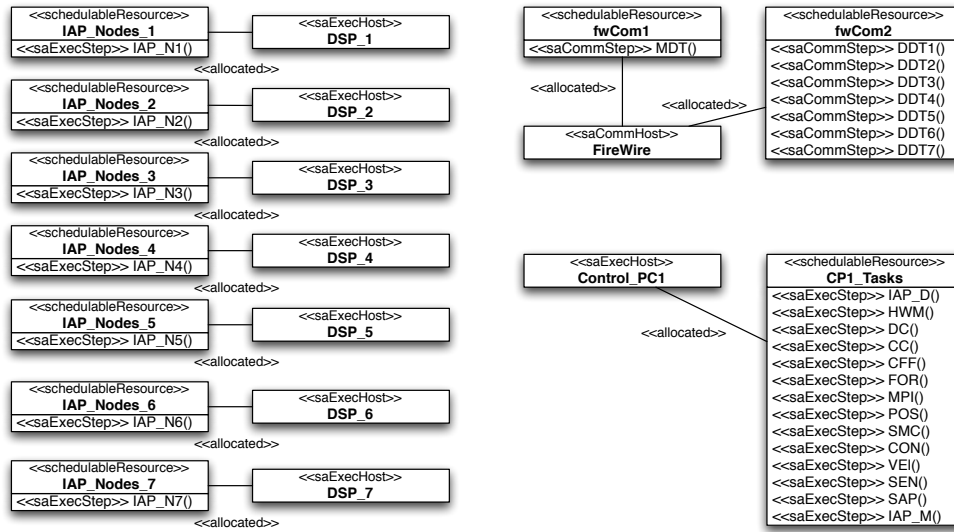 <<schedulableResource>>
IAP_Nodes_1
<<saExecStep>> IAP_N1()
<<saExecHost>>
DSP_1
<<allocated>>
<<schedulableResource>>
IAP_Nodes_2
<<saExecStep>> IAP_N2()
<<saExecHost>>
DSP_2
<<allocated>>
<<schedulableResource>>
IAP_Nodes_3
<<saExecStep>> IAP_N3()
<<saExecHost>>
DSP_3
<<allocated>>
<<schedulableResource>>
IAP_Nodes_4
<<saExecStep>> IAP_N4()
<<saExecHost>>
DSP_4
<<allocated>>
<<schedulableResource>>
IAP_Nodes_5
<<saExecStep>> IAP_N5()
<<saExecHost>>
DSP_5
<<allocated>>
<<schedulableResource>>
IAP_Nodes_6
<<saExecStep>> IAP_N6()
<<saExecHost>>
DSP_6
<<allocated>>
<<schedulableResource>>
IAP_Nodes_7
<<saExecStep>> IAP_N7()
<<saExecHost>>
DSP_7
<<allocated>>
<<schedulableResource>>
fwCom1
<<saCommStep>> MDT()
<<allocated>>
<<saCommHost>>
FireWire
<<allocated>>
<<schedulableResource>>
fwCom2
<<saCommStep>> DDT1()
<<saCommStep>> DDT2()
<<saCommStep>> DDT3()
<<saCommStep>> DDT4()
<<saCommStep>> DDT5()
<<saCommStep>> DDT6()
<<saCommStep>> DDT7()
<<saExecHost>>
Control_PC1
<<allocated>>
<<schedulableResource>>
CP1_Tasks
<<saExecStep>> IAP_D()
<<saExecStep>> HWM()
<<saExecStep>> DC()
<<saExecStep>> CC()
<<saExecStep>> CFF()
<<saExecStep>> FOR()
<<saExecStep>> MPI()
<<saExecStep>> POS()
<<saExecStep>> SMC()
<<saExecStep>> CON()
<<saExecStep>> VEl()
<<saExecStep>> SEN()
<<saExecStep>> SAP()
<<saExecStep>> IAP_M()